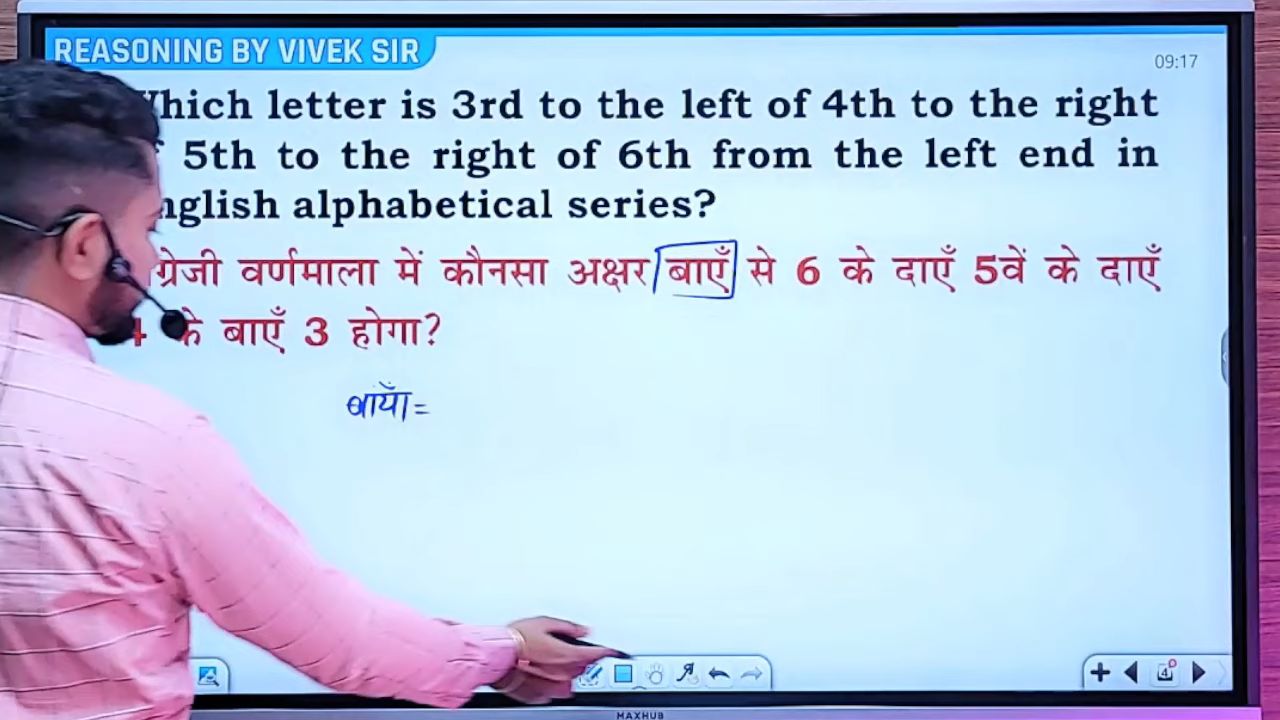 REASONING BY VIVEK SIR
09:17
letter is 3rd to the left of 4th to the right
5th to the right of 6th from the left end in
alphabetical series?
वर्णमाला में कौनसा अक्षर बाएँ से 6 के दाएँ 5वें के दाएँ
के बाएँ 3 होगा?
बायाँ =
MAXHUB